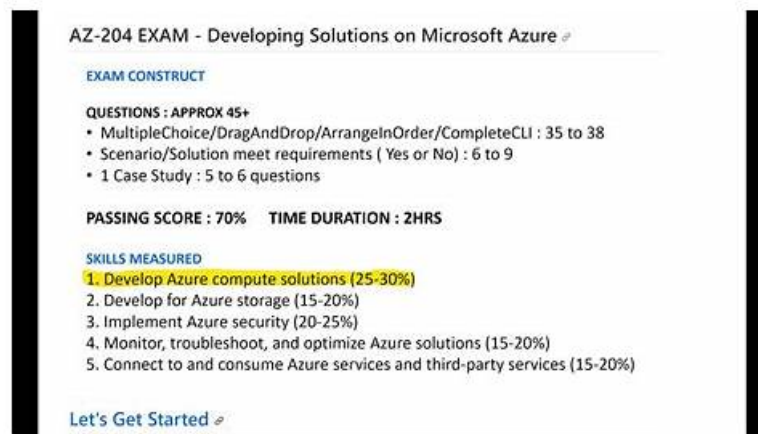 AZ-204 EXAM - Developing Solutions on Microsoft Azure
EXAM CONSTRUCT
QUESTIONS : APPROX 45+
• MultipleChoice/DragAndDrop/ArrangeInOrder/CompleteCLI : 35 to 38
• Scenario/Solution meet requirements ( Yes or No) : 6 to 9
• 1 Case Study : 5 to 6 questions
PASSING SCORE : 70% TIME DURATION : 2HRS
SKILLS MEASURED
1. Develop Azure compute solutions (25-30%)
2. Develop for Azure storage (15-20%)
3. Implement Azure security (20-25%)
4. Monitor, troubleshoot, and optimize Azure solutions (15-20%)
5. Connect to and consume Azure services and third-party services (15-20%)
Let's Get Started